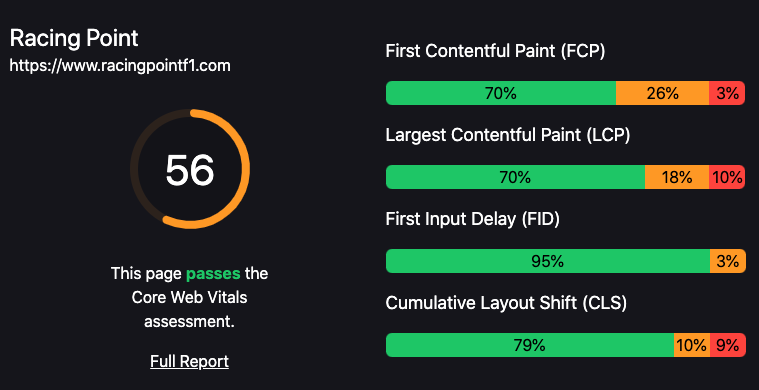 Racing Point
https://www.racingpointf1.com
56
This page passes the
Core Web Vitals
assessment.
Full Report
First Contentful Paint (FCP)
70% 26% 3%
Largest Contentful Paint (LCP)
70% 18% 10%
First Input Delay (FID)
95% 3%
Cumulative Layout Shift (CLS)
79% 10% 9%